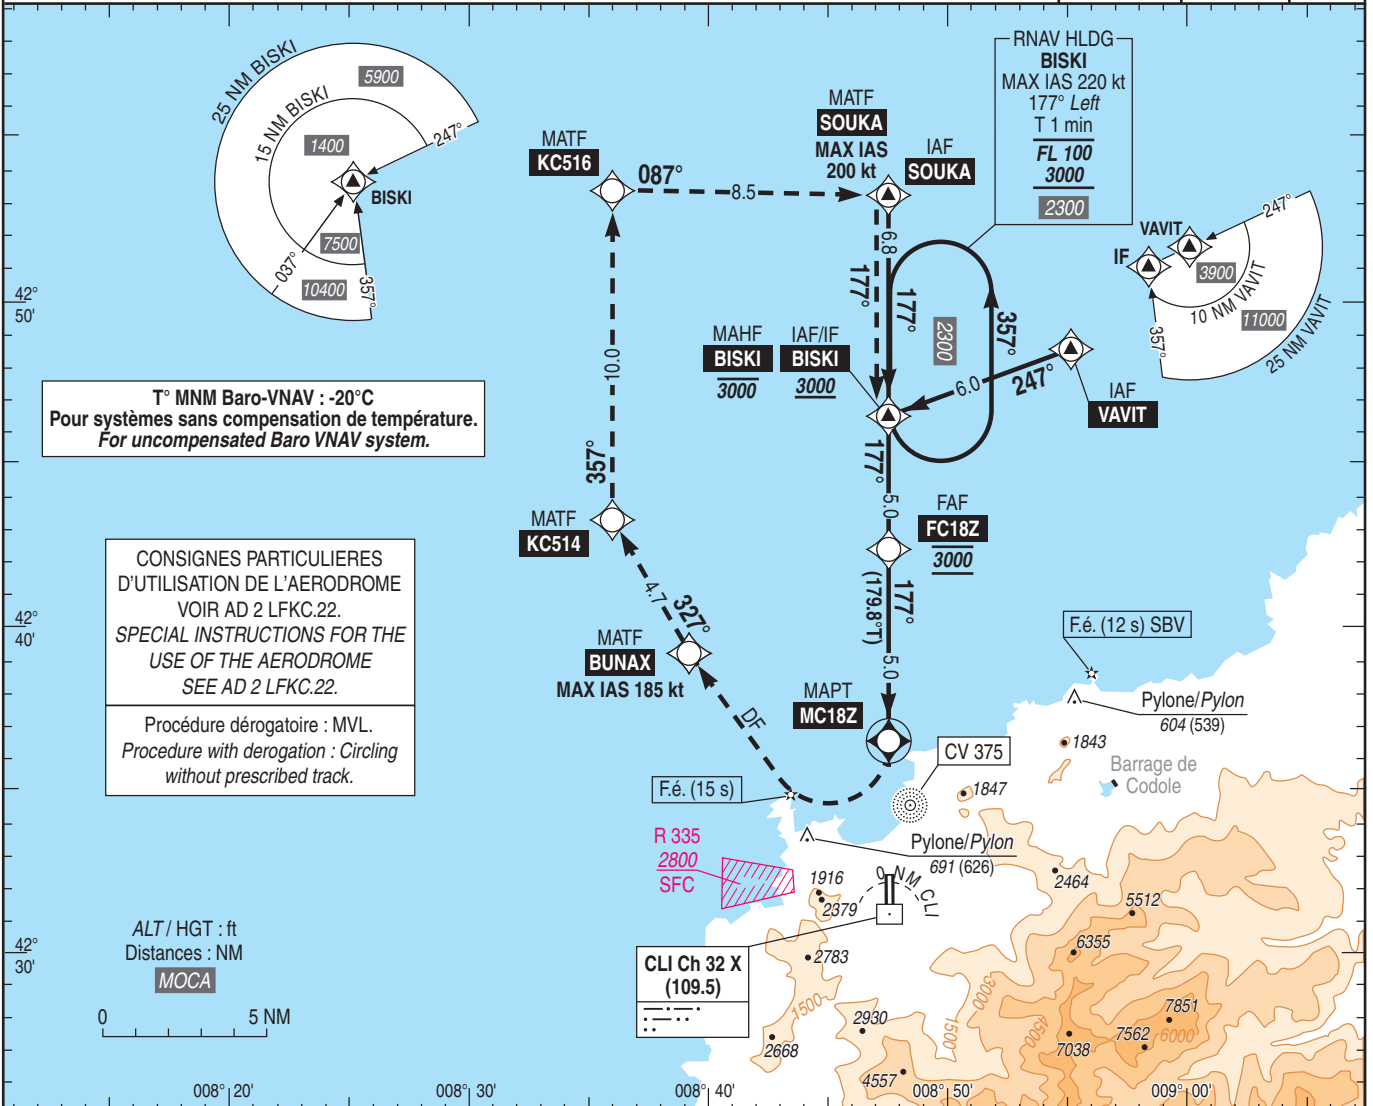 25 NM BISKI
15 NM BISKI
5900
1400
247°
BISKI
7500
037°
10400
357°
MATF
KC516
087°
8.5
MATF
SOUKA
MAX IAS
200 kt
IAF
SOUKA
RNAV HLDG
BISKI
MAX IAS 220 kt
177° Left
T 1 min
FL 100
3000
2300
6.8
177°
177°
2300
357°
VAVIT
IF
247°
3900
10 NM VAVIT
11000
25 NM VAVIT
357°
42°
50'
MAHF
BISKI
3000
IAF/IF
BISKI
3000
6.0
247°
IAF
VAVIT
10.0
357°
T° MNM Baro-VNAV : -20°C
Pour systèmes sans compensation de température.
For uncompensated Baro VNAV system.
177°
5.0
FAF
FC18Z
3000
MATF
KC514
4.7
327°
177°
(179.8°T)
5.0
CONSIGNES PARTICULIERES
D'UTILISATION DE L'AERODROME
VOIR AD 2 LFKC.22.
SPECIAL INSTRUCTIONS FOR THE
USE OF THE AERODROME
SEE AD 2 LFKC.22.
Procédure dérogatoire : MVL.
Procedure with derogation : Circling
without prescribed track.
42°
40'
MATF
BUNAX
MAX IAS 185 kt
DF
MAPT
MC18Z
F.é. (12 s) SBV
Pylone/Pylon
604 (539)
1843
Barrage de
Codole
CV 375
1847
F.é. (15 s)
R 335
2800
SFC
Pylone/Pylon
691 (626)
0 NM CLI
1916
2379
2464
5512
6355
2783
1500
3000
4500
1500
2930
7851
7562
6000
7038
2668
4557
ALT / HGT : ft
Distances : NM
MOCA
0
5 NM
42°
30'
CLI Ch 32 X
(109.5)
008° 20'
008° 30'
008° 40'
008° 50'
009° 00'